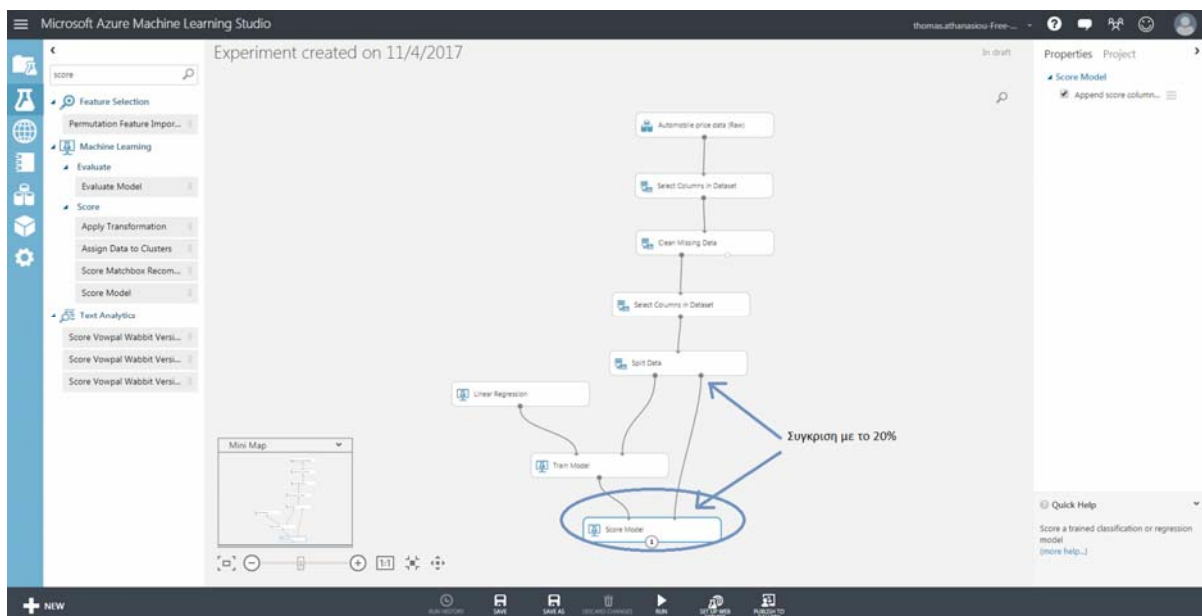 Microsoft Azure Machine Learning Studio
thomas.athanasiou-Free-...
score
Feature Selection
Permutation Feature Impor...
Machine Learning
Evaluate
Evaluate Model
Score
Apply Transformation
Assign Data to Clusters
Score Matchbox Recom...
Score Model
Text Analytics
Score Vowpal Wabbit Versi...
Score Vowpal Wabbit Versi...
Score Vowpal Wabbit Versi...
Experiment created on 11/4/2017
In draft
Automobile price data (Raw)
Select Columns in Dataset
Clean Missing Data
Select Columns in Dataset
Split Data
Linear Regression
Train Model
Score Model
1
Συγκριση με το 20%
Mini Map
1:1
Properties Project
Score Model
Append score column...
Quick Help
Score a trained classification or regression
model
(more help...)
NEW
RUN HISTORY
SAVE
SAVE AS
DISCARD CHANGES
RUN
SET UP WEB
PUBLISH TO